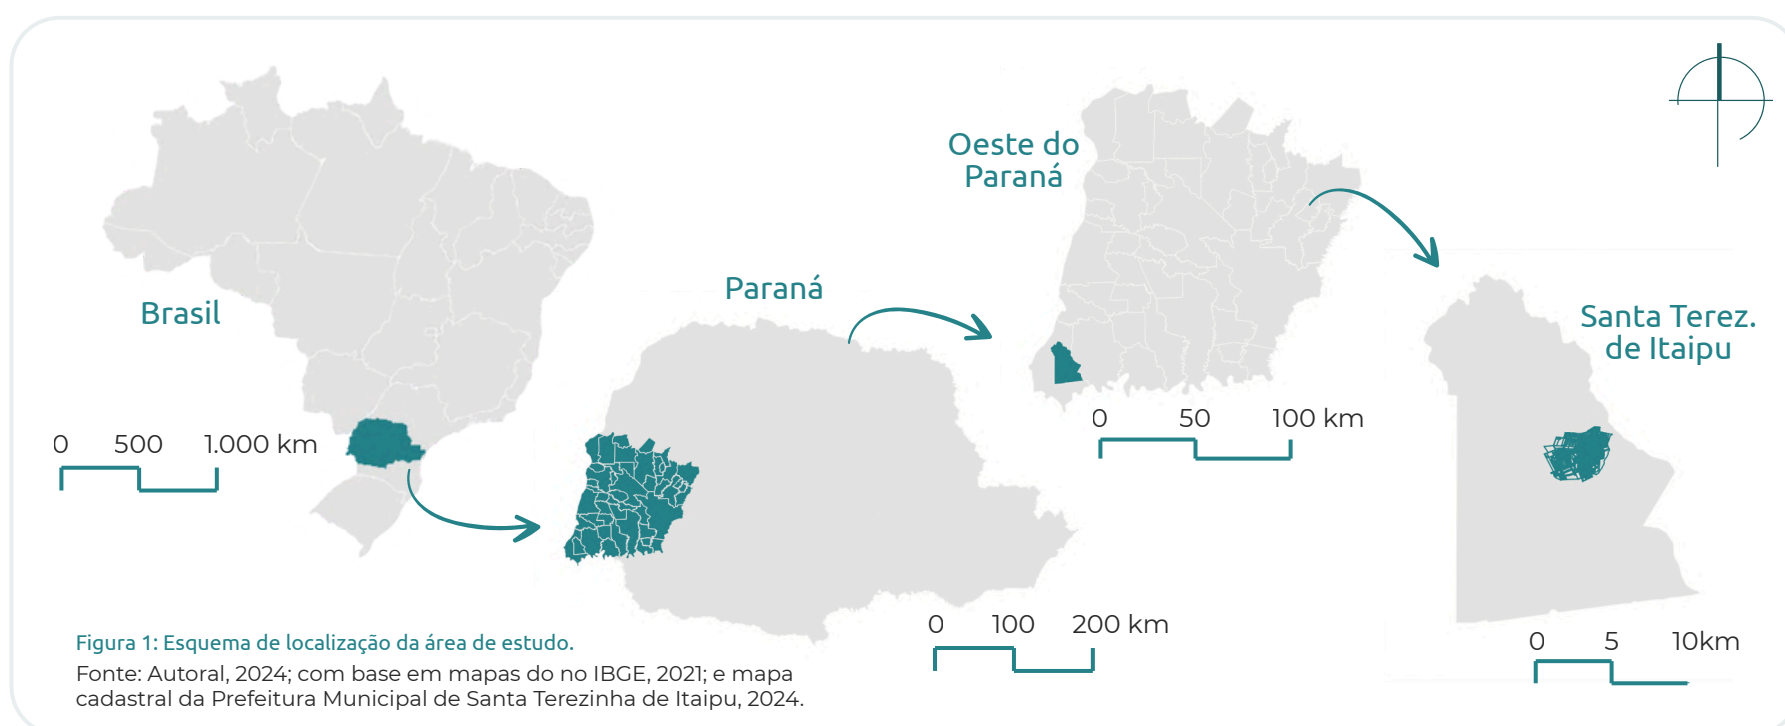 Oeste do
Paraná
Paraná
Brasil
Santa Terez.
de Itaipu
0 500 1.000 km
0 50 100 km
0 100 200 km
0 5 10km
Figura 1: Esquema de localização da área de estudo.
Fonte: Autoral, 2024; com base em mapas do no IBGE, 2021; e mapa
cadastral da Prefeitura Municipal de Santa Terezinha de Itaipu, 2024.